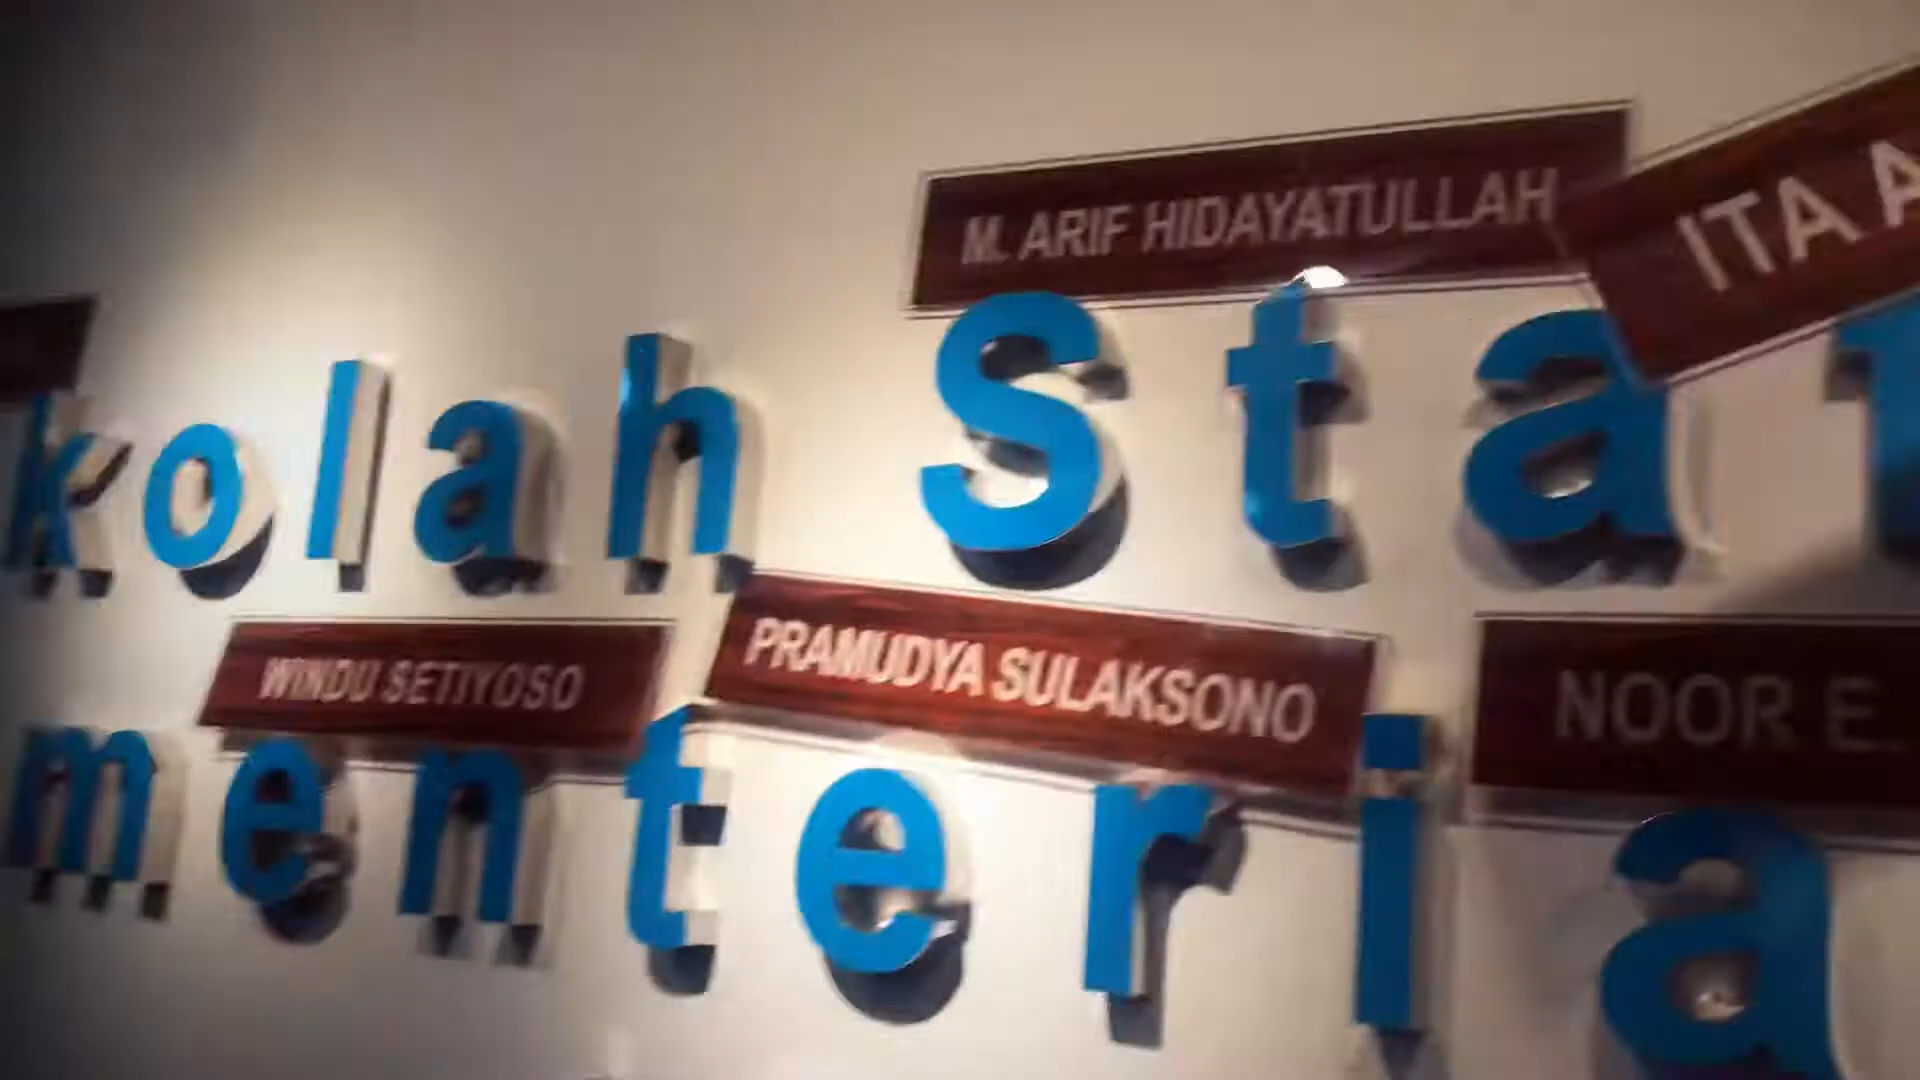 M. ARIF HIDAYATULLAH
ITA A
kolah Sta
WINDU SETIYOSO
PRAMUDYA SULAKSONO
NOOR E.
menteria